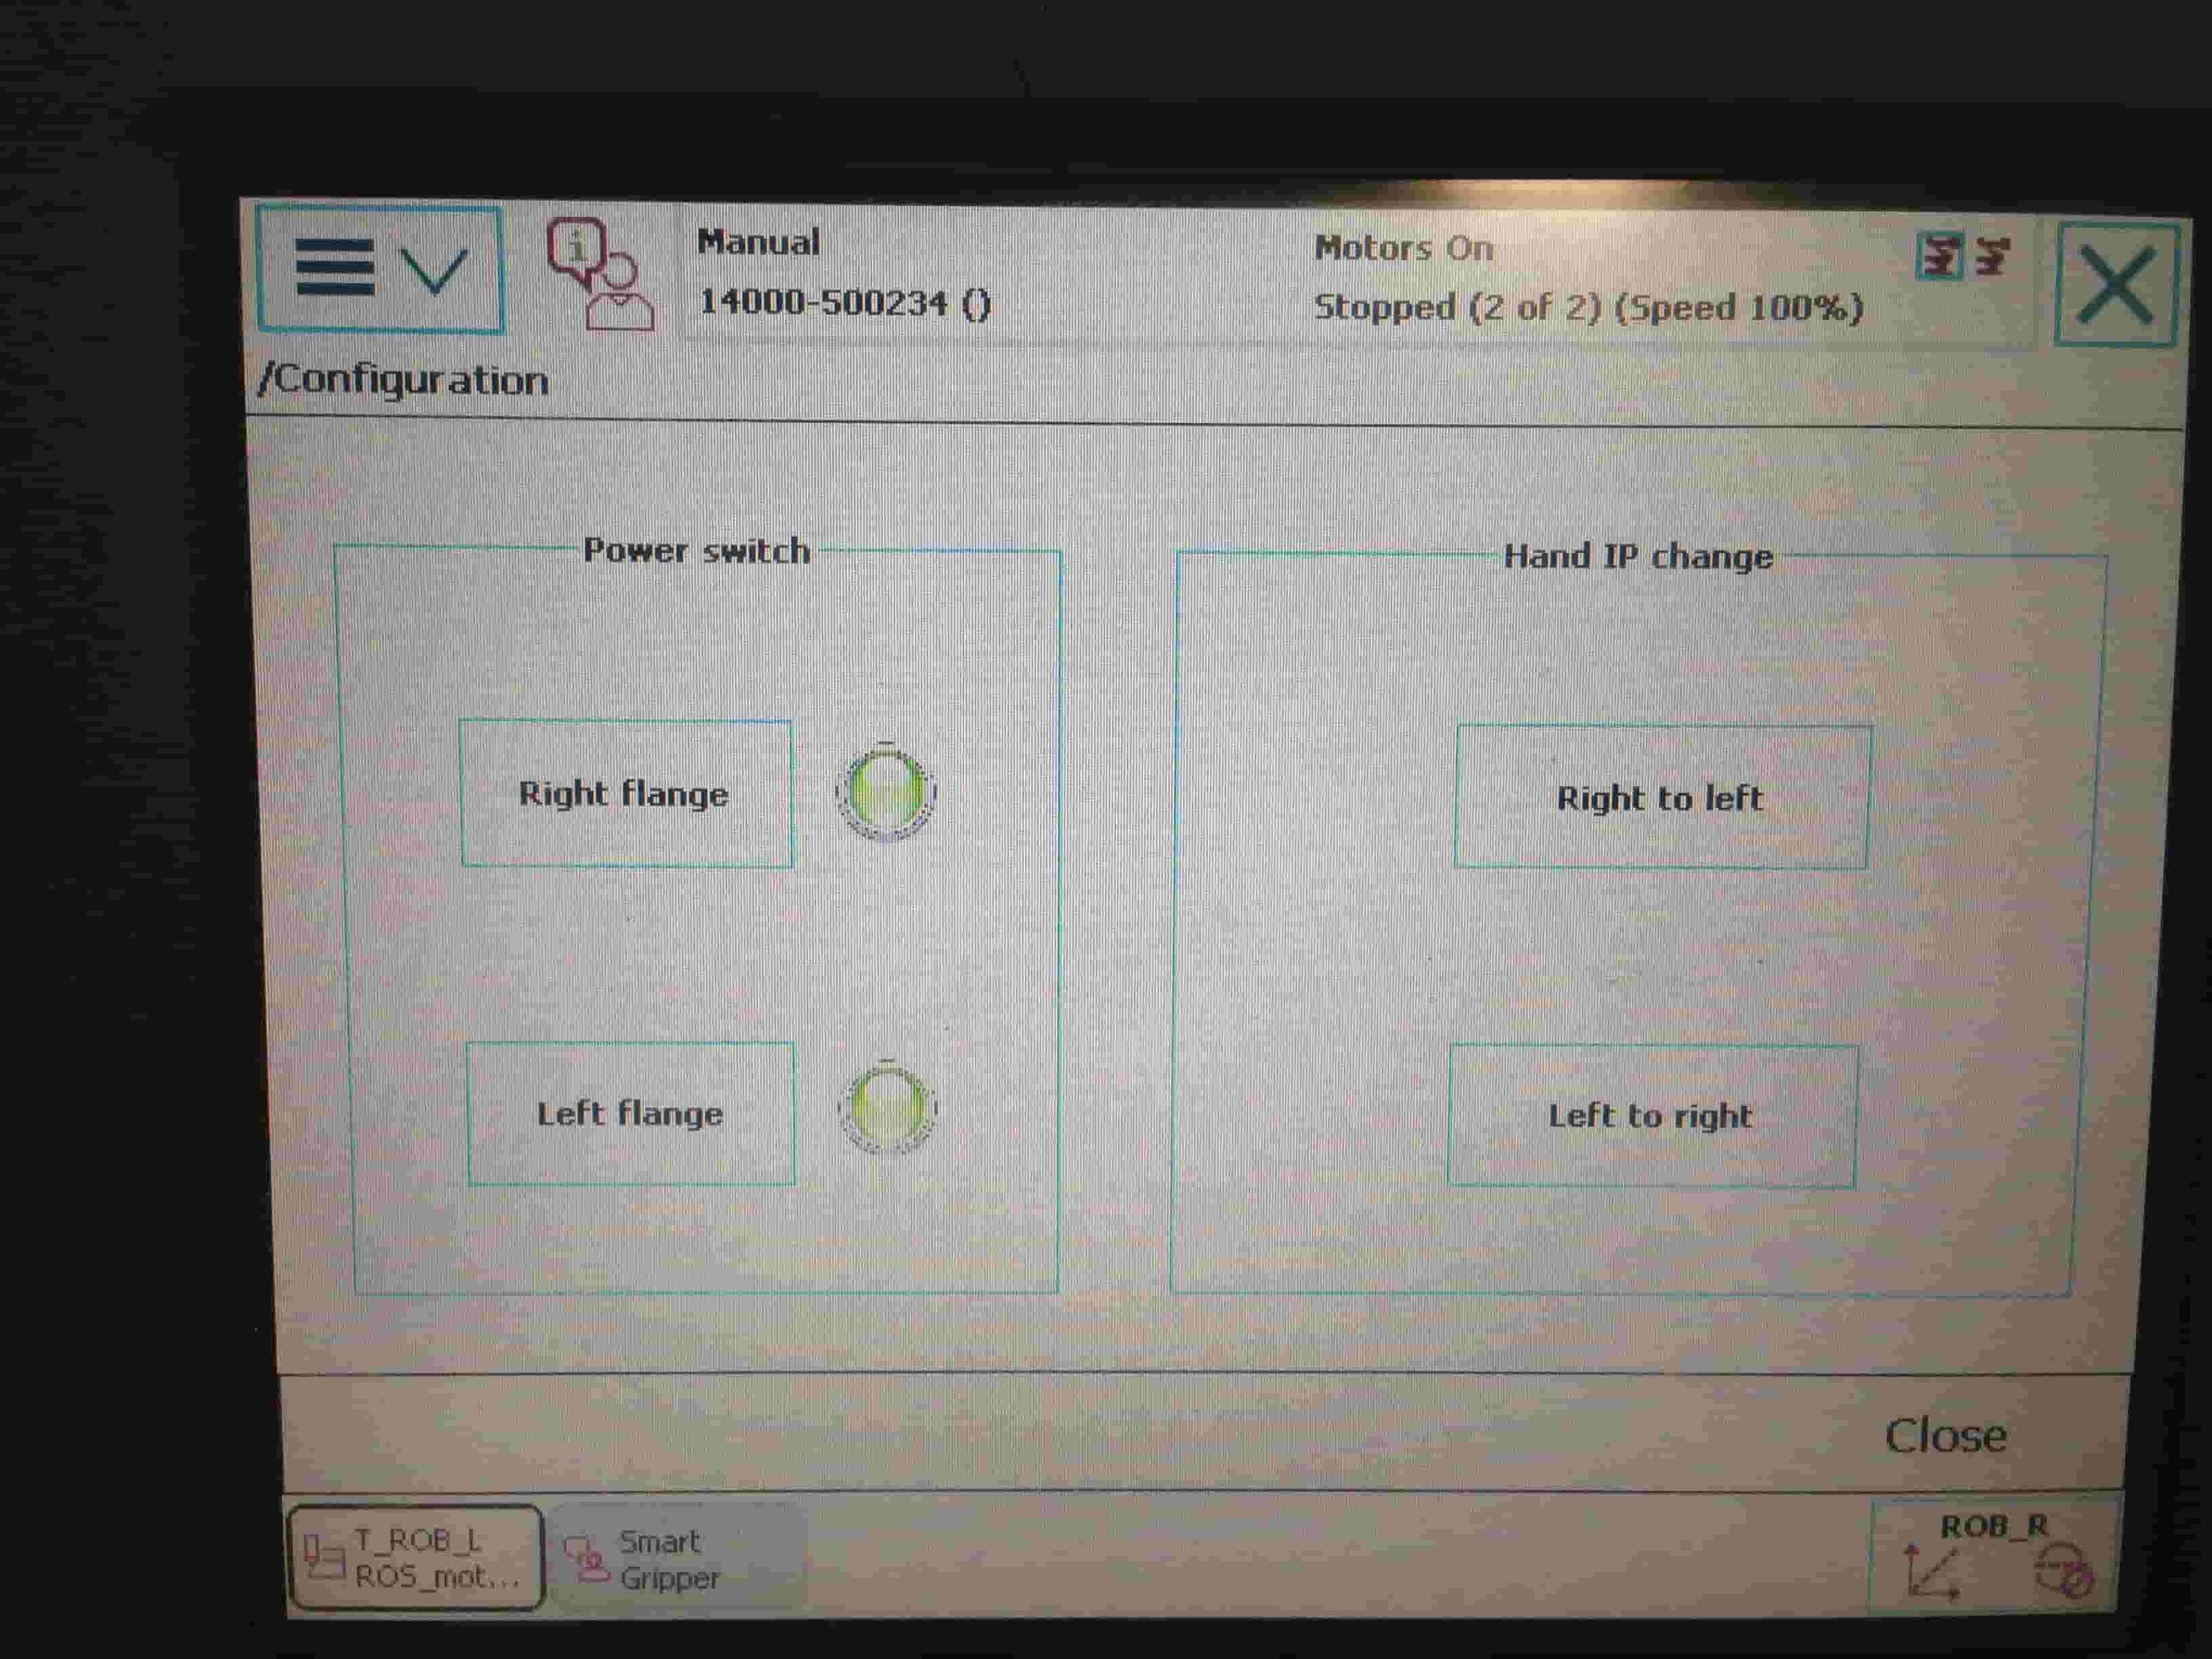 Manual
Motors On
14000-500234 ()
Stopped (2 of 2) (Speed 100%)
/Configuration
Power switch
Hand IP change
Right flange
Right to left
Left flange
Left to right
Close
T_ROB_L
ROS_mot...
Smart
Gripper
ROB_R